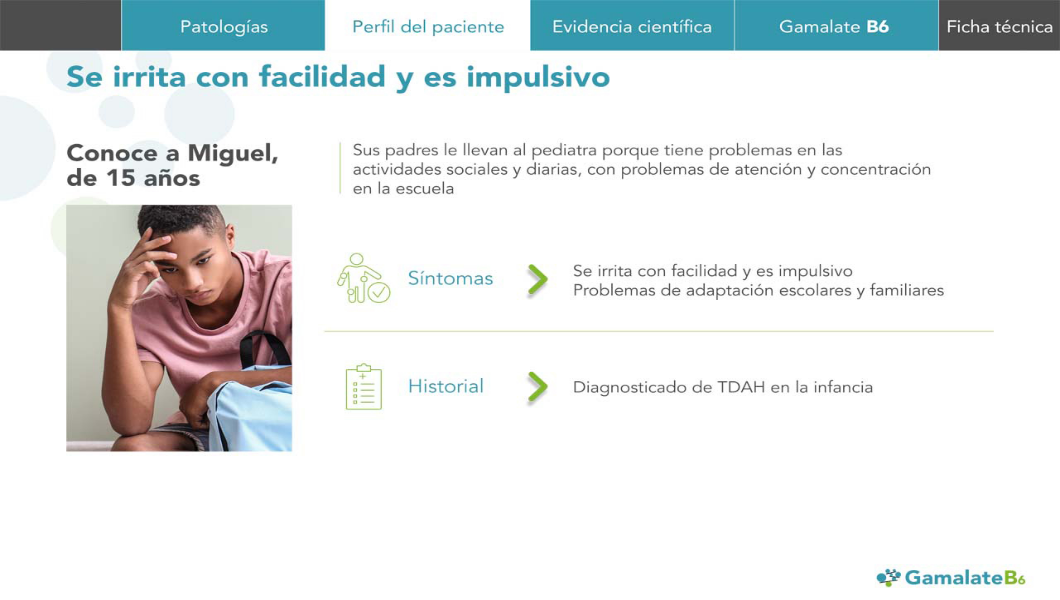 Patologías
Perfil del paciente
Evidencia científica
Gamalate B6
Ficha técnica
Se irrita con facilidad y es impulsivo
Conoce a Miguel,
de 15 años
Sus padres le llevan al pediatra porque tiene problemas en las
actividades sociales y diarias, con problemas de atención y concentración
en la escuela
Síntomas
Se irrita con facilidad y es impulsivo
Problemas de adaptación escolares y familiares
Historial
Diagnosticado de TDAH en la infancia
GamalateB6